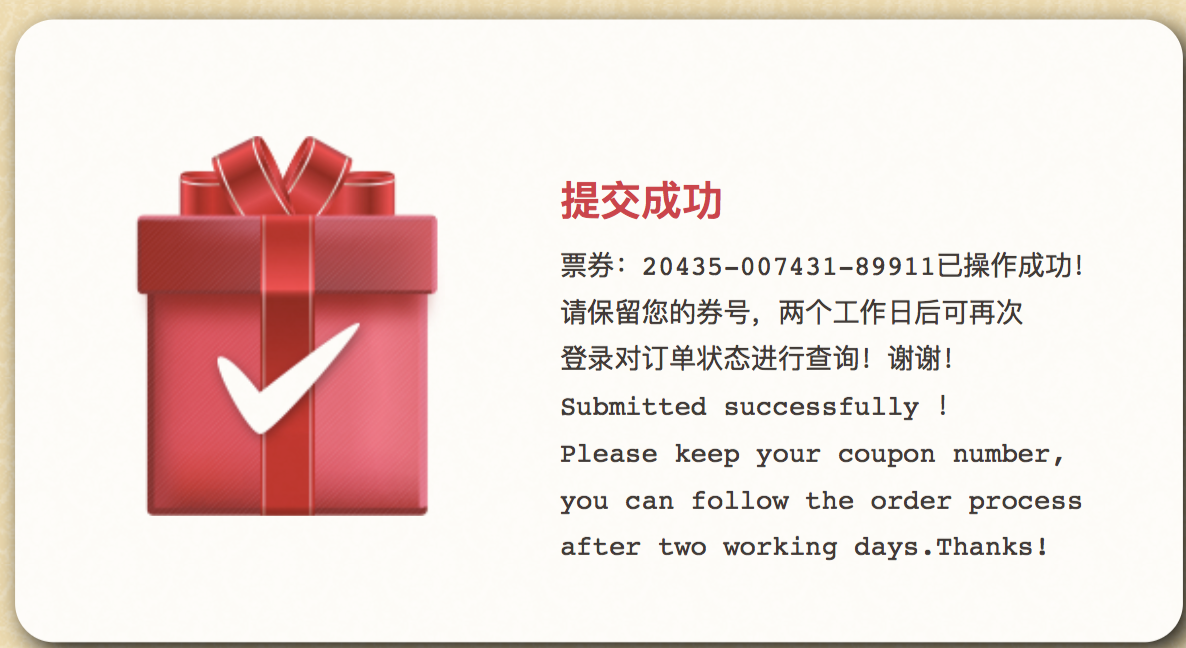 提交成功
票券：20435-007431-89911已操作成功！
请保留您的券号，两个工作日后可再次
登录对订单状态进行查询！谢谢！
Submitted successfully ！
Please keep your coupon number,
you can follow the order process
after two working days.Thanks!